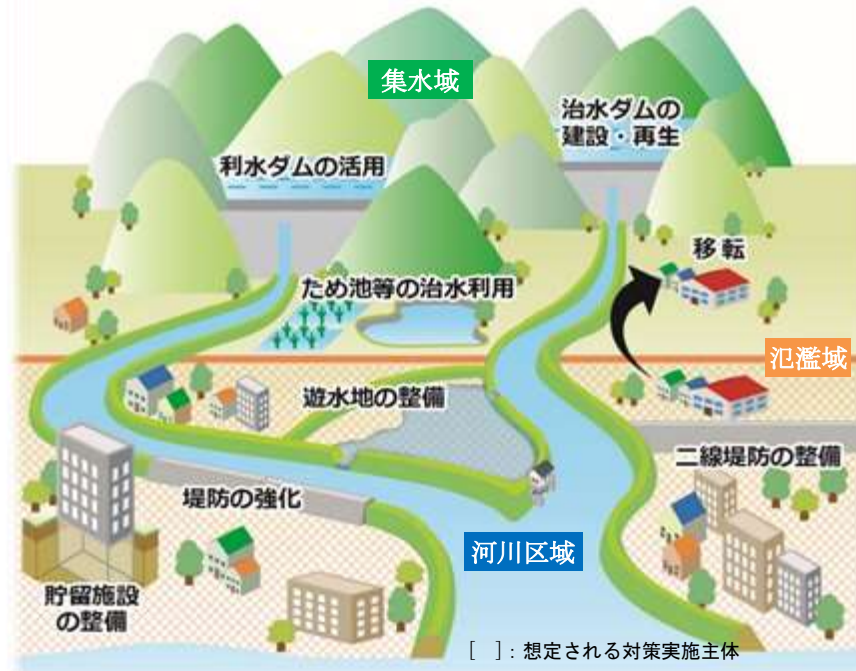 集水域
治水ダムの
建設・再生
利水ダムの活用
移転
ため池等の治水利用
氾濫域
遊水地の整備
二線堤防の整備
堤防の強化
河川区域
貯留施設
の整備
[　]：想定される対策実施主体